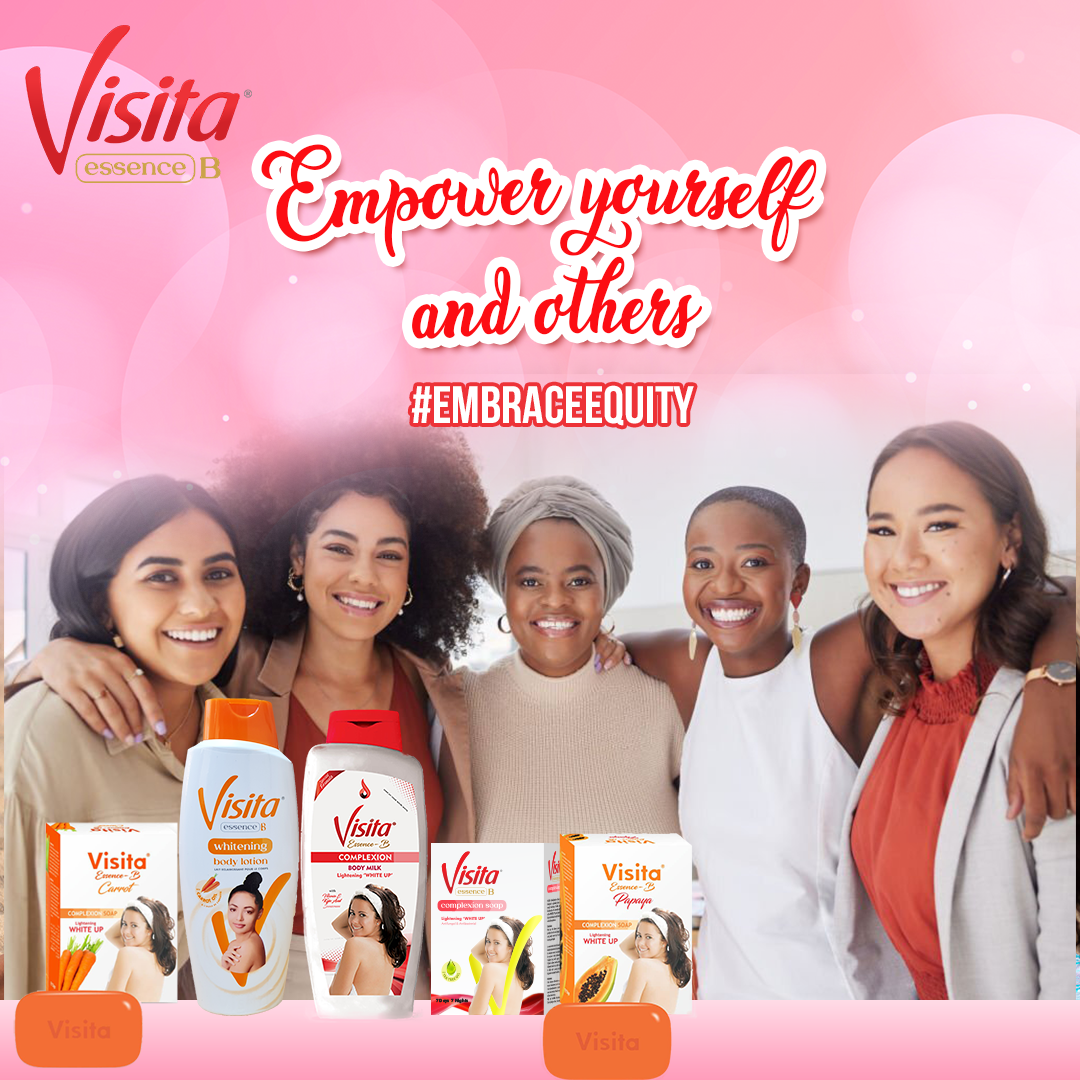 Visita®
essence B
Empower yourself
and others
#EMBRACEEQUITY
Visita
Visita®
Essence-B
Carrot
COMPLEXION SOAP
Lightening
WHITE UP
Visita
Visita®
essence B
whitening
body lotion
Visita®
Essence-B
COMPLEXION
BODY MILK
Lightening "WHITE UP"
with
Visita®
essence B
complexion soap
Lightening "WHITE UP"
Visita®
Essence-B
Papaya
COMPLEXION SOAP
Lightening
WHITE UP
Visita